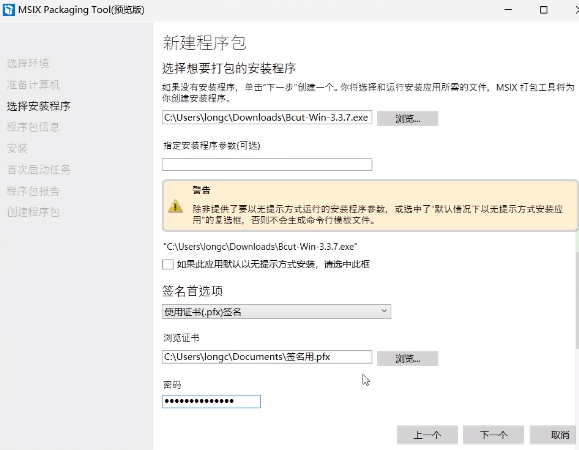 MSIX Packaging Tool(预览版)
新建程序包
选择环境
准备计算机
选择安装程序
程序包信息
安装
首次启动任务
程序包报告
创建程序包
选择想要打包的安装程序
如果没有安装程序，单击"下一步"创建一个。你将选择和运行安装应用所需的文件，MSIX 打包工具将为
你创建安装程序。
C:\Users\longc\Downloads\Bcut-Win-3.3.7.exe
浏览...
指定安装程序参数(可选)
警告
除非提供了要以无提示方式运行的安装程序参数，或选中了"默认情况下以无提示方式安装应
用"的复选框，否则不会生成命令行模板文件。
"C:\Users\longc\Downloads\Bcut-Win-3.3.7.exe"
如果此应用默认以无提示方式安装，请选中此框
签名首选项
使用证书(.pfx)签名
浏览证书
C:\Users\longc\Documents\签名用.pfx
浏览...
密码
••••••••••••••
上一个
下一个
取消